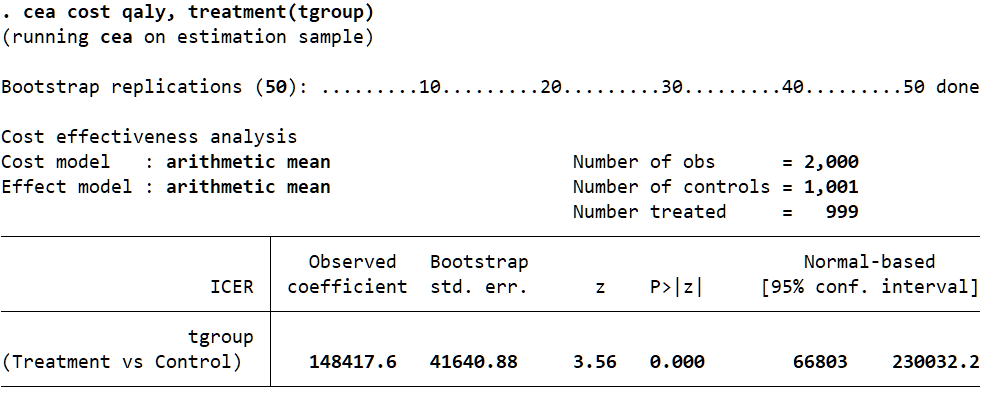 . cea cost qaly, treatment(tgroup)
(running cea on estimation sample)
Bootstrap replications (50): .........10.........20.........30.........40.........50 done
Cost effectiveness analysis
Cost model   : arithmetic mean                Number of obs      = 2,000
Effect model : arithmetic mean                Number of controls = 1,001
Number treated     =   999
Observed   Bootstrap                         Normal-based
ICER   coefficient  std. err.      z    P>|z|     [95% conf. interval]
tgroup
(Treatment vs Control)     148417.6   41640.88     3.56   0.000        66803    230032.2